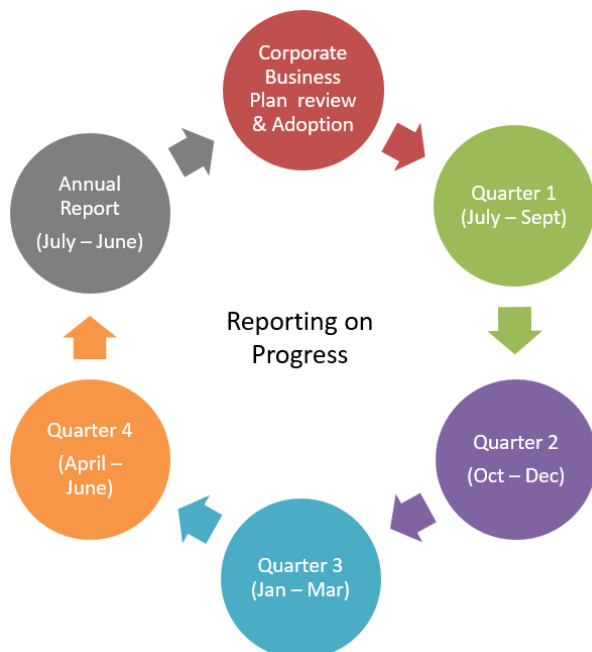 Corporate
Business
Plan review
& Adoption
Quarter 1
(July – Sept)
Quarter 2
(Oct – Dec)
Quarter 3
(Jan – Mar)
Quarter 4
(April –
June)
Annual
Report
(July – June)
Reporting on
Progress